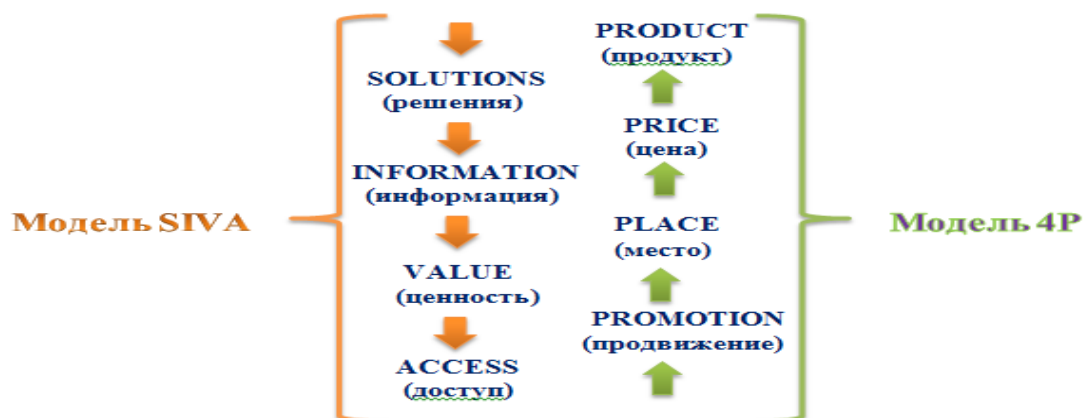 Модель SIVA
SOLUTIONS
(решения)
INFORMATION
(информация)
VALUE
(ценность)
ACCESS
(доступ)
PRODUCT
(продукт)
PRICE
(цена)
PLACE
(место)
PROMOTION
(продвижение)
Модель 4P